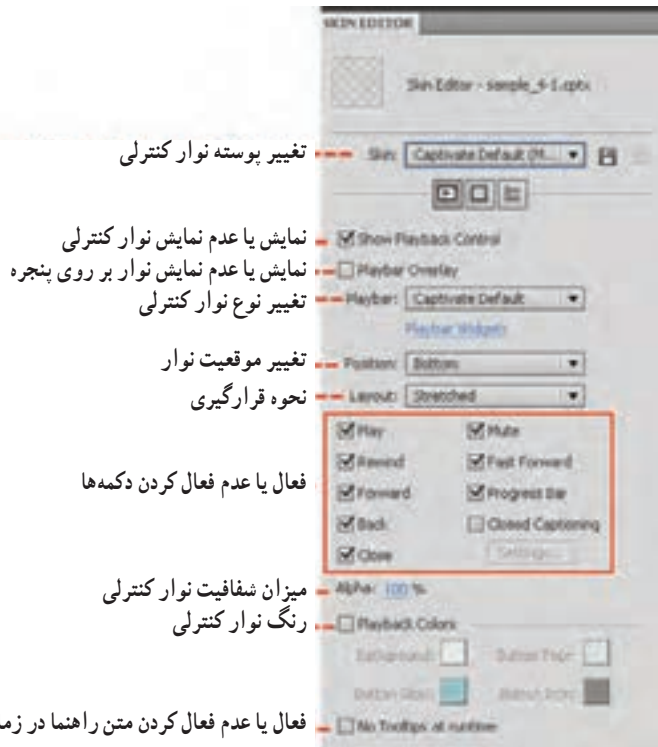 SKIN EDITOR
Skin Editor - sample_4-1.cptx
تغییر پوسته نوار کنترلی
Skin: Captivate Default (M...
نمایش یا عدم نمایش نوار کنترلی
Show Playback Control
نمایش یا عدم نمایش نوار بر روی پنجره
Playbar Overlay
تغییر نوع نوار کنترلی
Playbar: Captivate Default
Playbar Widgets
تغییر موقعیت نوار
Position: Bottom
نحوه قرارگیری
Layout: Stretched
Play Mute
Rewind Fast Forward
فعال یا عدم فعال کردن دکمه‌ها
Forward Progress Bar
Back Closed Captioning
Close Settings...
میزان شفافیت نوار کنترلی
Alpha: 100 %
رنگ نوار کنترلی
Playback Colors
Background: Button Face:
Button Glow: Button Icon:
فعال یا عدم فعال کردن متن راهنما در زم
No Tooltips at runtime